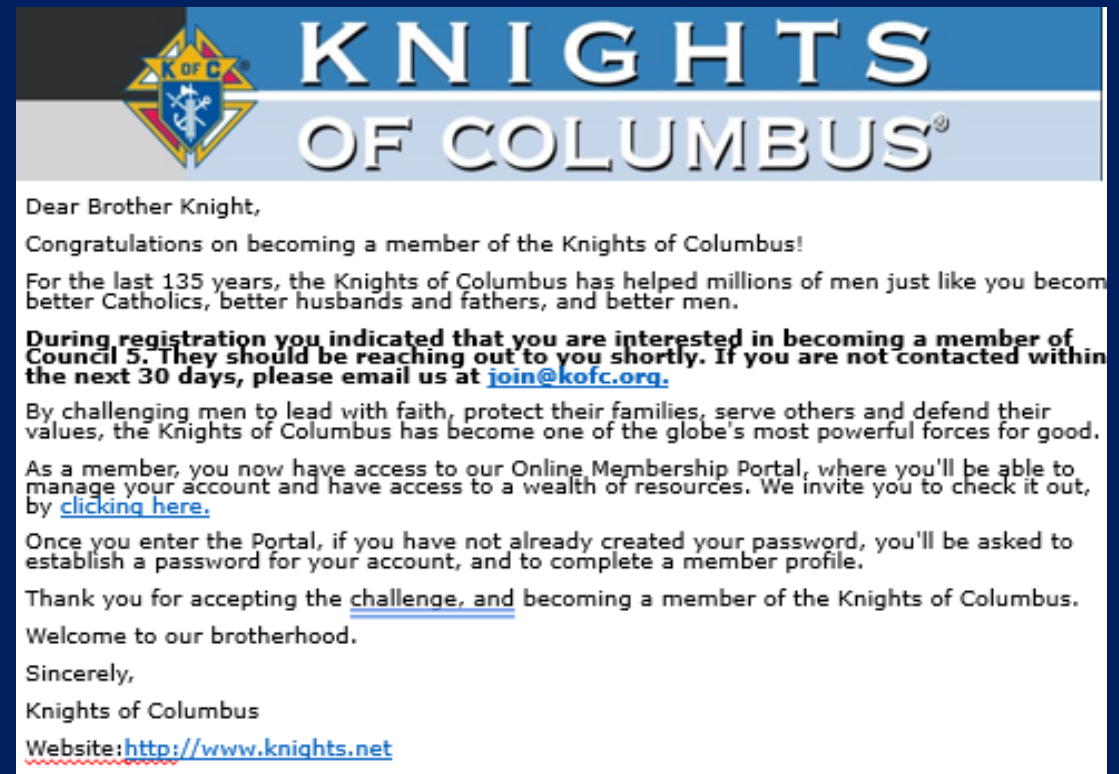 KNIGHTS
K OF C ®
OF COLUMBUS®
Dear Brother Knight,
Congratulations on becoming a member of the Knights of Columbus!
For the last 135 years, the Knights of Columbus has helped millions of men just like you becom
better Catholics, better husbands and fathers, and better men.
During registration you indicated that you are interested in becoming a member of
Council 5. They should be reaching out to you shortly. If you are not contacted within
the next 30 days, please email us at join@kofc.org.
By challenging men to lead with faith, protect their families, serve others and defend their
values, the Knights of Columbus has become one of the globe's most powerful forces for good.
As a member, you now have access to our Online Membership Portal, where you'll be able to
manage your account and have access to a wealth of resources. We invite you to check it out,
by clicking here.
Once you enter the Portal, if you have not already created your password, you'll be asked to
establish a password for your account, and to complete a member profile.
Thank you for accepting the challenge, and becoming a member of the Knights of Columbus.
Welcome to our brotherhood.
Sincerely,
Knights of Columbus
Website:http://www.knights.net